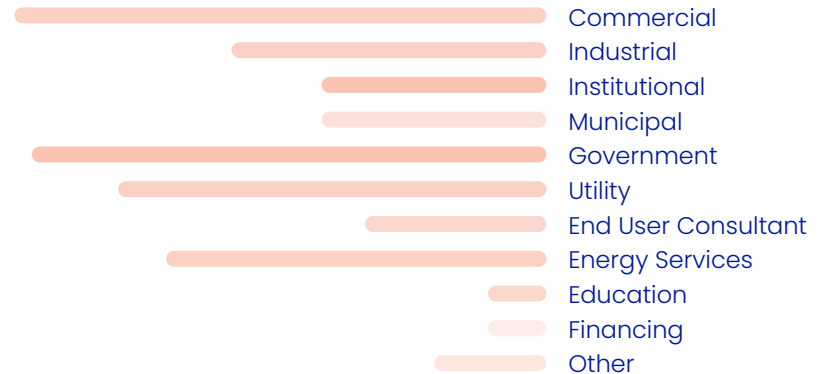 Commercial
Industrial
Institutional
Municipal
Government
Utility
End User Consultant
Energy Services
Education
Financing
Other